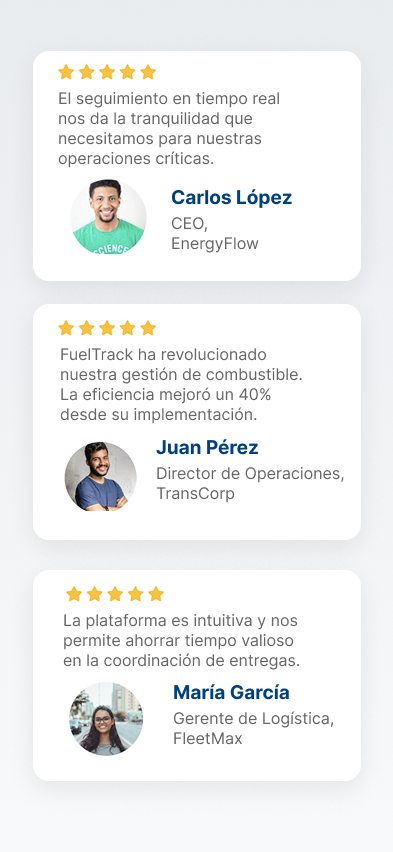 El seguimiento en tiempo real
nos da la tranquilidad que
necesitamos para nuestras
operaciones críticas.
SCIENCE
Carlos López
CEO,
EnergyFlow
FuelTrack ha revolucionado
nuestra gestión de combustible.
La eficiencia mejoró un 40%
desde su implementación.
Juan Pérez
Director de Operaciones,
TransCorp
La plataforma es intuitiva y nos
permite ahorrar tiempo valioso
en la coordinación de entregas.
María García
Gerente de Logística,
FleetMax